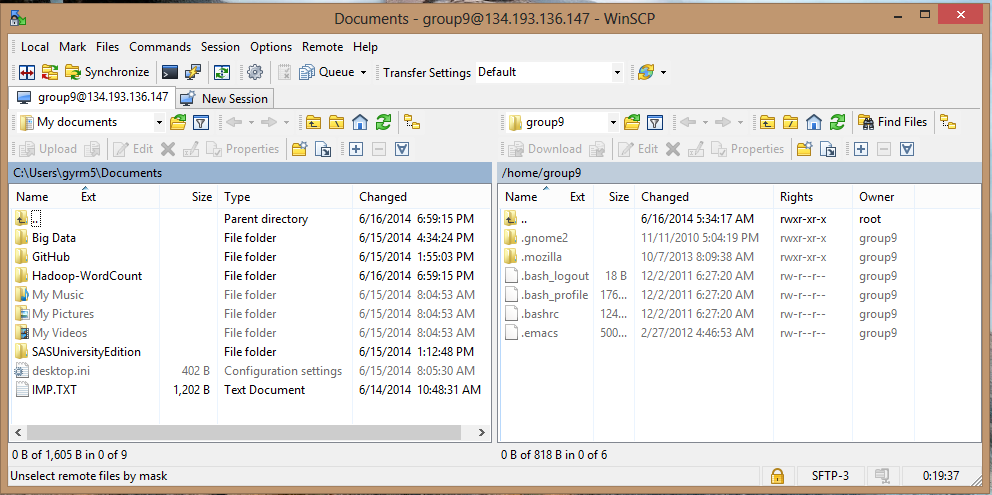 Documents - group9@134.193.136.147 - WinSCP
Local Mark Files Commands Session Options Remote Help
Synchronize Queue Transfer Settings Default
group9@134.193.136.147 New Session
My documents group9 Find Files
Upload Edit Properties Download Edit Properties
C:\Users\gyrm5\Documents /home/group9
Name Ext Size Type Changed Name Ext Size Changed Rights Owner
.. Parent directory 6/16/2014 6:59:15 PM .. 6/16/2014 5:34:17 AM rwxr-xr-x root
Big Data File folder 6/15/2014 4:34:24 PM .gnome2 11/11/2010 5:04:19 PM rwxr-xr-x group9
GitHub File folder 6/15/2014 1:55:03 PM .mozilla 10/7/2013 8:09:38 AM rwxr-xr-x group9
Hadoop-WordCount File folder 6/16/2014 6:59:15 PM .bash_logout 18 B 12/2/2011 6:27:20 AM rw-r--r-- group9
My Music File folder 6/15/2014 8:04:53 AM .bash_profile 176... 12/2/2011 6:27:20 AM rw-r--r-- group9
My Pictures File folder 6/15/2014 8:04:53 AM .bashrc 124... 12/2/2011 6:27:20 AM rw-r--r-- group9
My Videos File folder 6/15/2014 8:04:53 AM .emacs 500... 2/27/2012 4:46:53 AM rw-r--r-- group9
SASUniversityEdition File folder 6/15/2014 1:12:48 PM
desktop.ini 402 B Configuration settings 6/15/2014 8:05:30 AM
IMP.TXT 1,202 B Text Document 6/14/2014 10:48:31 AM
0 B of 1,605 B in 0 of 9 0 B of 818 B in 0 of 6
Unselect remote files by mask SFTP-3 0:19:37